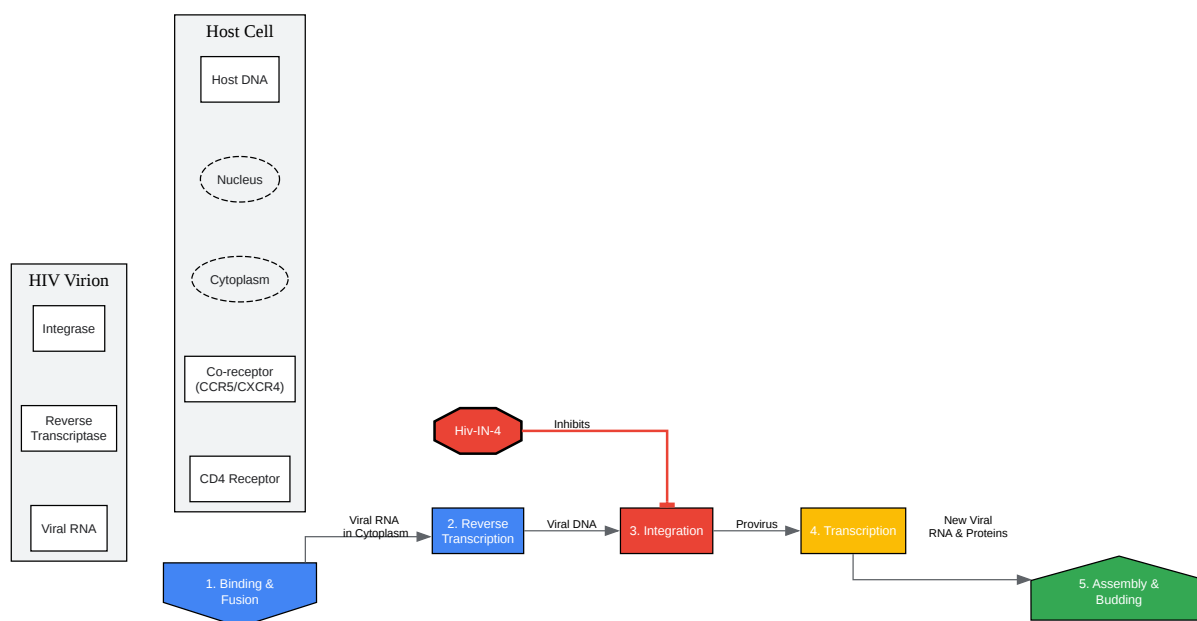 Host Cell
Host DNA
Nucleus
Cytoplasm
Co-receptor
(CCR5/CXCR4)
CD4 Receptor
HIV Virion
Integrase
Reverse
Transcriptase
Viral RNA
Hiv-IN-4
Inhibits
1. Binding &
Fusion
Viral RNA
in Cytoplasm
2. Reverse
Transcription
Viral DNA
3. Integration
Provirus
4. Transcription
New Viral
RNA & Proteins
5. Assembly &
Budding